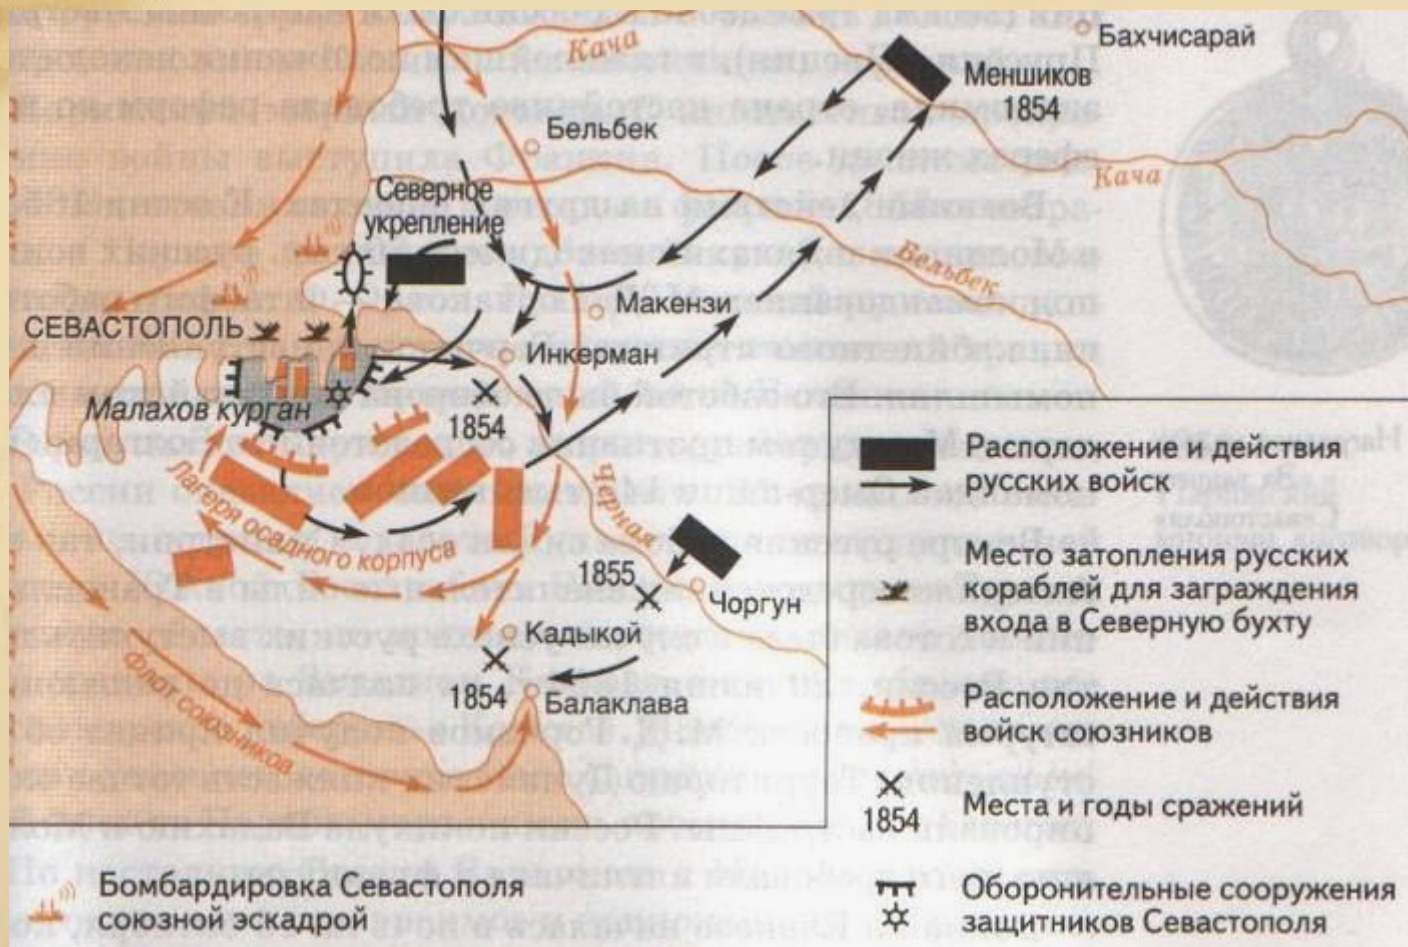 Кача
Бахчисарай
Меншиков
1854
Бельбек
Кача
Северное
укрепление
Бельбек
Макензи
СЕВАСТОПОЛЬ
Инкерман
Малахов курган
1854
Лагеря осадного корпуса
Чёрная
1855
Чоргун
Кадыкой
1854
Балаклава
Флот союзников
Расположение и действия
русских войск
Место затопления русских
кораблей для заграждения
входа в Северную бухту
Расположение и действия
войск союзников
1854
Места и годы сражений
Бомбардировка Севастополя
союзной эскадрой
Оборонительные сооружения
защитников Севастополя